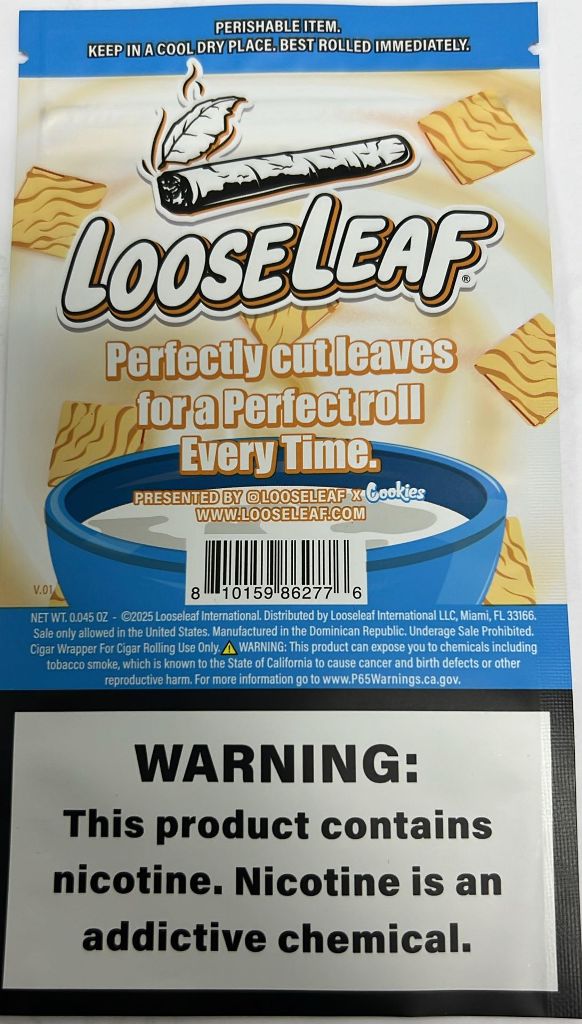 PERISHABLE ITEM.
KEEP IN A COOL DRY PLACE. BEST ROLLED IMMEDIATELY.
LOOSELEAF®
Perfectly cut leaves
for a Perfect roll
Every Time.
PRESENTED BY @LOOSELEAF X Cookies
WWW.LOOSELEAF.COM
8 10159 86277 6
V.01
NET WT. 0.045 OZ - ©2025 Looseleaf International. Distributed by Looseleaf International LLC, Miami, FL 33166.
Sale only allowed in the United States. Manufactured in the Dominican Republic. Underage Sale Prohibited.
Cigar Wrapper For Cigar Rolling Use Only. ⚠ WARNING: This product can expose you to chemicals including
tobacco smoke, which is known to the State of California to cause cancer and birth defects or other
reproductive harm. For more information go to www.P65Warnings.ca.gov.
WARNING:
This product contains
nicotine. Nicotine is an
addictive chemical.